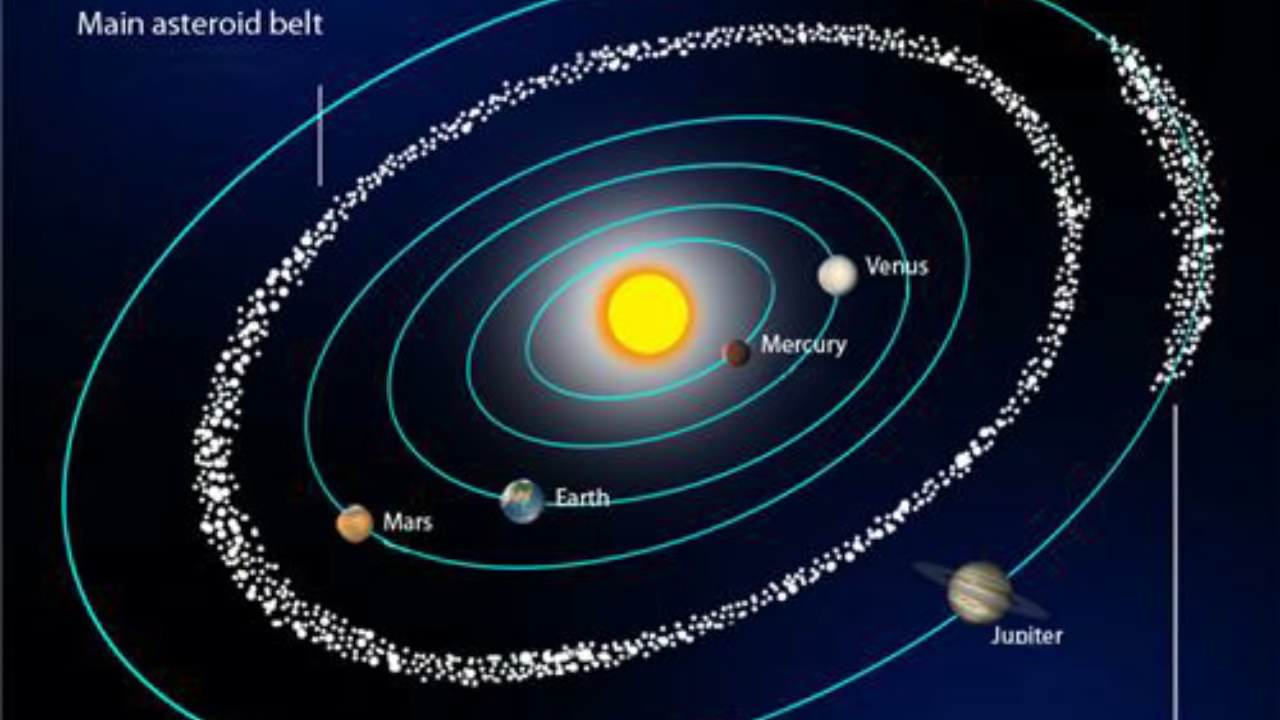 Main asteroid belt
Venus
Mercury
Earth
Mars
Jupiter